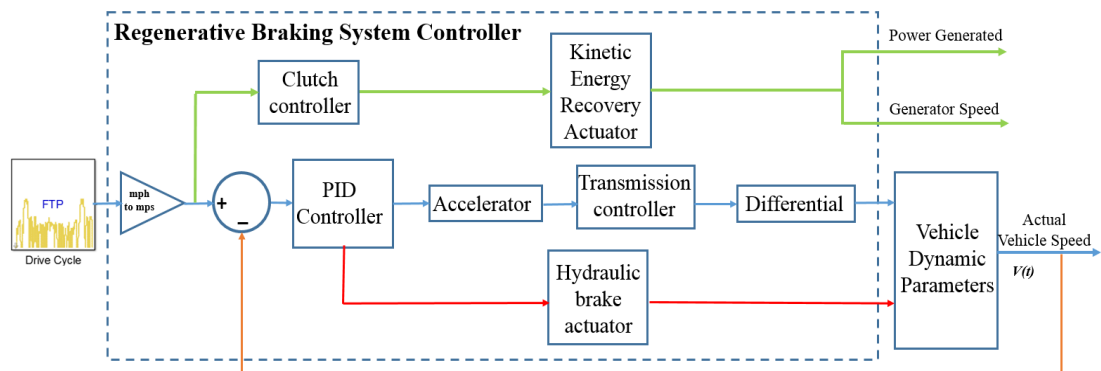 Regenerative Braking System Controller
Power Generated
Clutch
controller
Kinetic
Energy
Recovery
Actuator
Generator Speed
FTP
Drive Cycle
mph
to mps
+
−
PID
Controller
Accelerator
Transmission
controller
Differential
Vehicle
Dynamic
Parameters
Actual
Vehicle Speed
V(t)
Hydraulic
brake
actuator